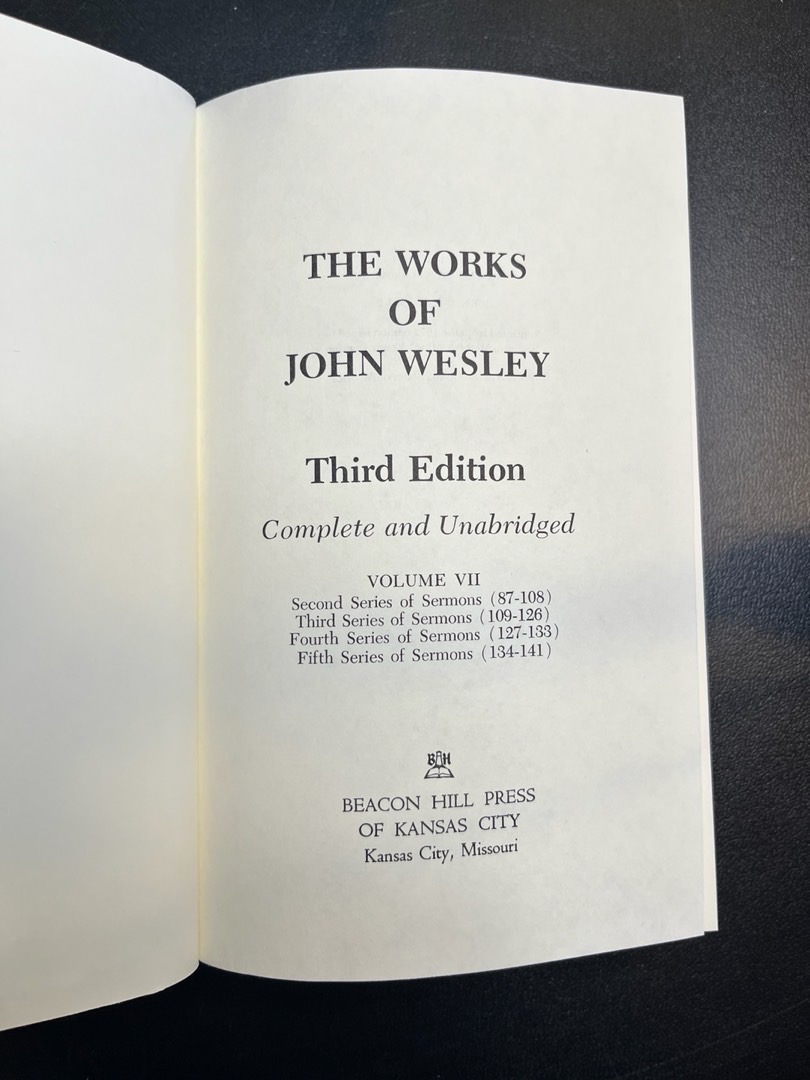 THE WORKS
OF
JOHN WESLEY
Third Edition
Complete and Unabridged
VOLUME VII
Second Series of Sermons (87-108)
Third Series of Sermons (109-126)
Fourth Series of Sermons (127-133)
Fifth Series of Sermons (134-141)
BHH
BEACON HILL PRESS
OF KANSAS CITY
Kansas City, Missouri